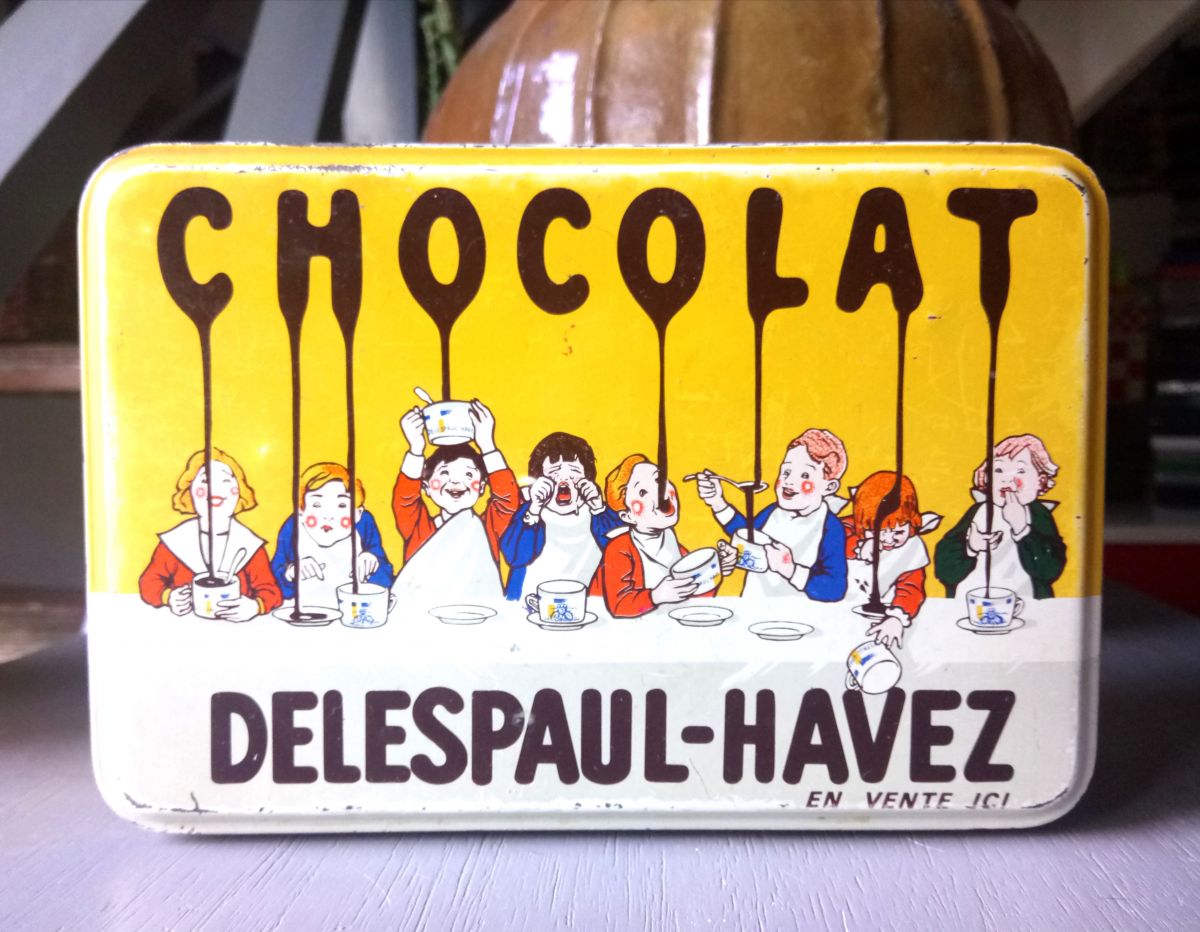 CHOCOLAT
DELESPAUL-HAVEZ
EN VENTE ICI